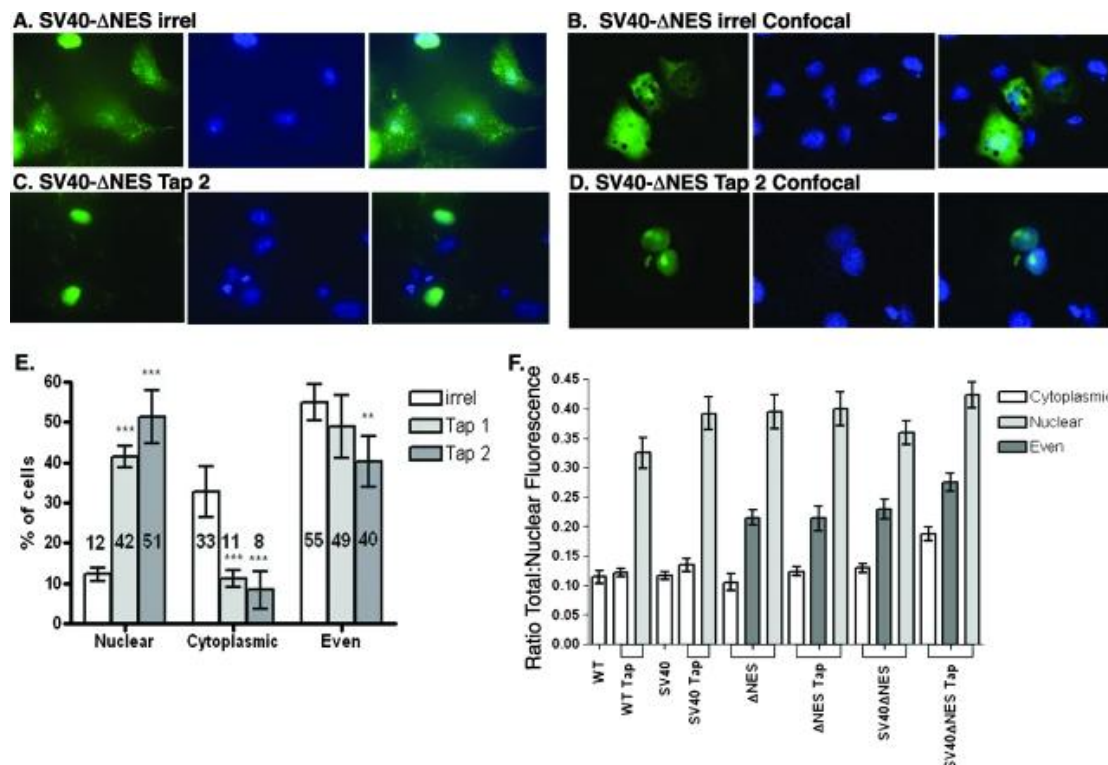 A. SV40-ΔNES irrel
B. SV40-ΔNES irrel Confocal
C. SV40-ΔNES Tap 2
D. SV40-ΔNES Tap 2 Confocal
E.
% of cells
60
50
40
30
20
10
0
***
***
12
42
51
33
11
***
8
***
**
55
49
40
Nuclear
Cytoplasmic
Even
irrel
Tap 1
Tap 2
F.
Ratio Total:Nuclear Fluorescence
0.45
0.40
0.35
0.30
0.25
0.20
0.15
0.10
0.05
0.00
WT
WT Tap
SV40
SV40 Tap
ΔNES
ΔNES Tap
SV40ΔNES
SV40ΔNES Tap
Cytoplasmic
Nuclear
Even